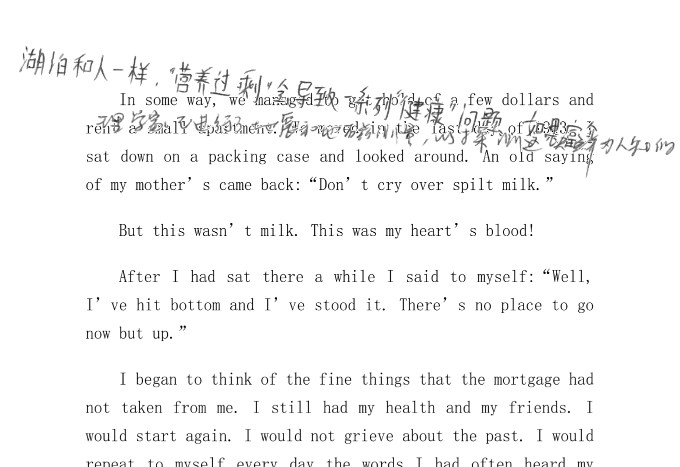 湖泊和人一样，“营养过剩”会导致一系列“健康”问题
In some way, we managed to get hold of a few dollars and
rent a small apartment. We moved in the last day of 1933. I
sat down on a packing case and looked around. An old saying
of my mother’s came back:“Don’t cry over spilt milk.”
But this wasn’t milk. This was my heart’s blood!
After I had sat there a while I said to myself:“Well,
I’ve hit bottom and I’ve stood it. There’s no place to go
now but up.”
I began to think of the fine things that the mortgage had
not taken from me. I still had my health and my friends. I
would start again. I would not grieve about the past. I would
repeat to myself every day the words I had often heard my